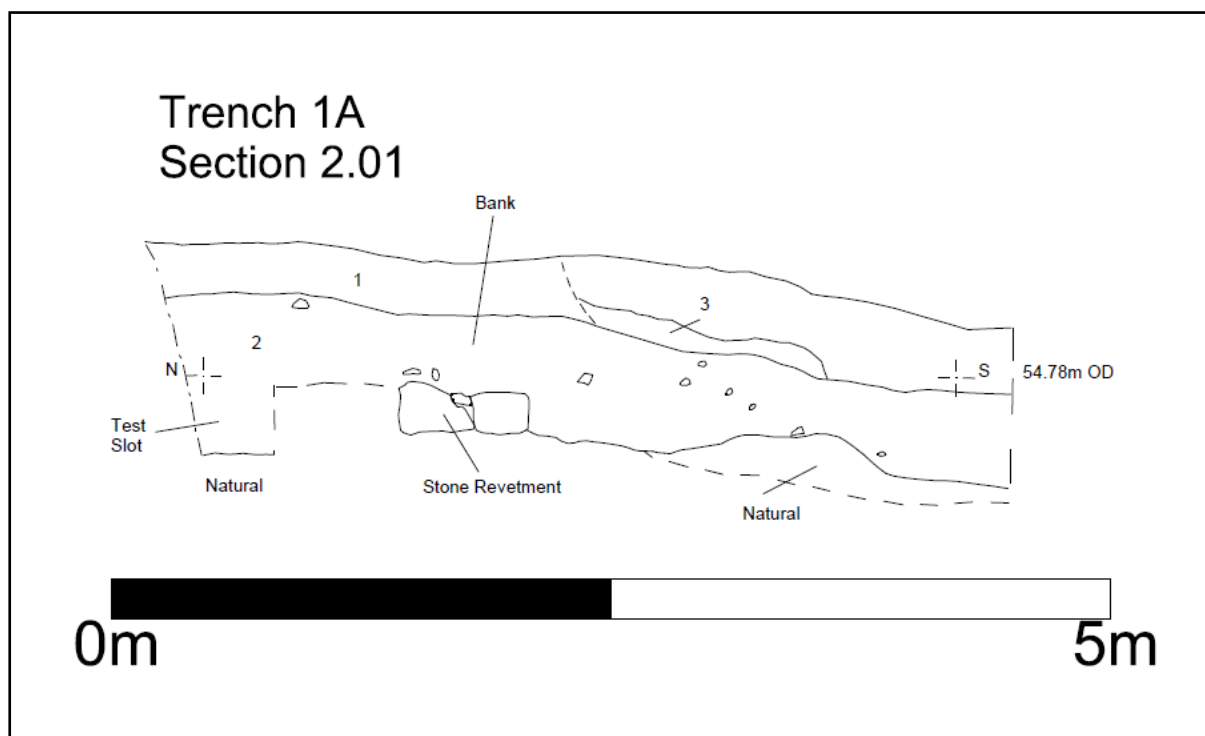 Trench 1A
Section 2.01
Bank
1
3
2
N
S
54.78m OD
Test
Slot
Natural
Stone Revetment
Natural
0m
5m